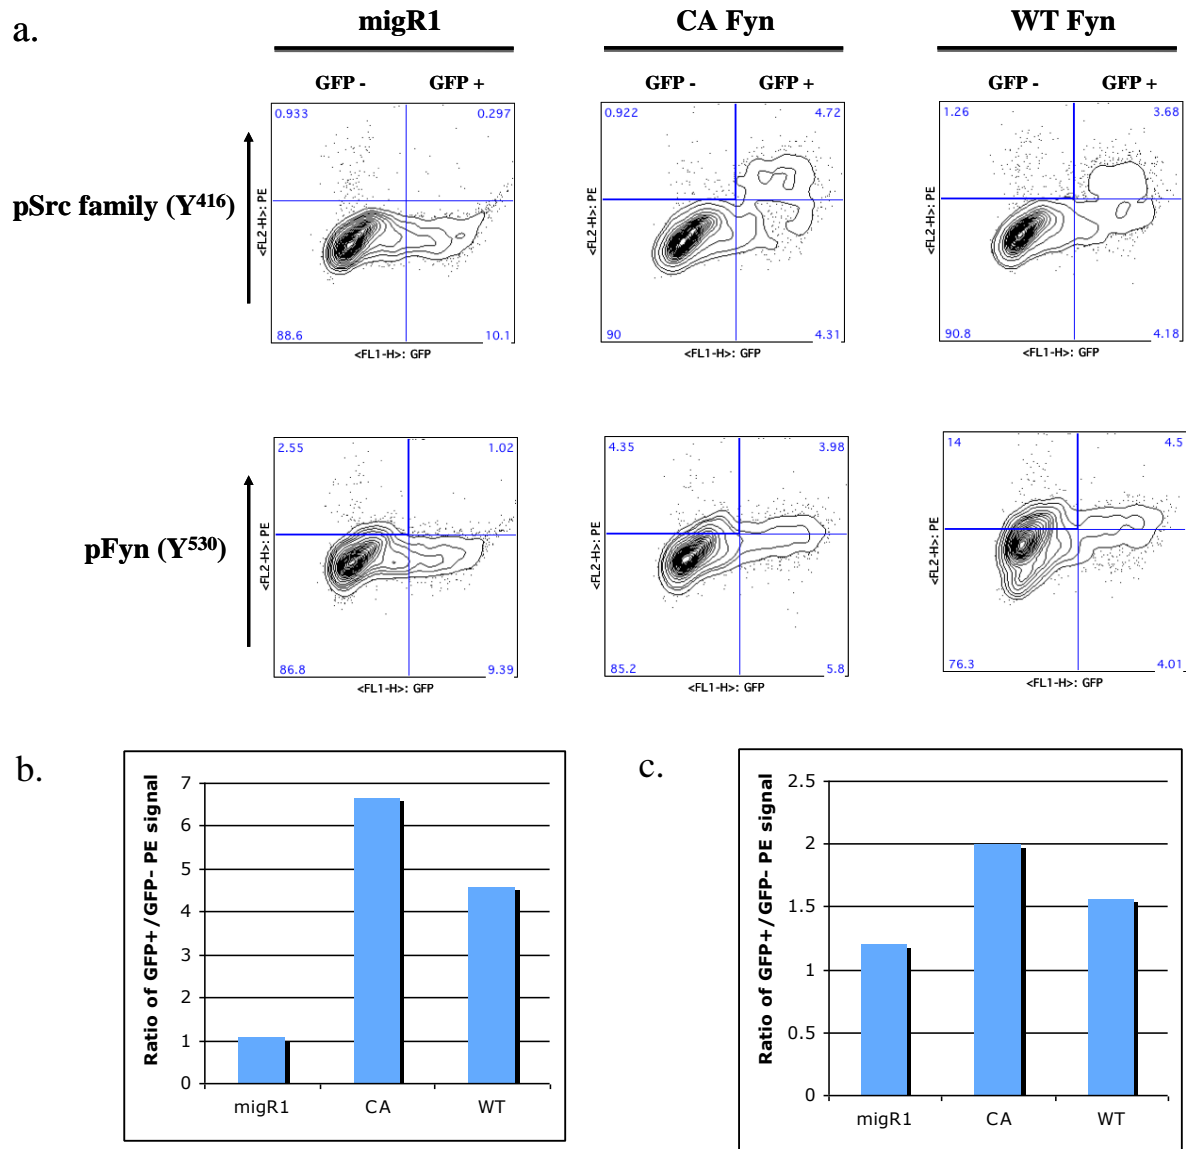 a.
migR1
CA Fyn
WT Fyn
GFP -
GFP +
GFP -
GFP +
GFP -
GFP +
pSrc family (Y416)
0.933
0.297
88.6
10.1
<FL2-H>: PE
<FL1-H>: GFP
0.922
4.72
90
4.31
<FL2-H>: PE
<FL1-H>: GFP
1.26
3.68
90.8
4.18
<FL2-H>: PE
<FL1-H>: GFP
pFyn (Y530)
2.55
1.02
86.8
9.39
<FL2-H>: PE
<FL1-H>: GFP
4.35
3.98
85.2
5.8
<FL2-H>: PE
<FL1-H>: GFP
14
4.5
76.3
4.01
<FL2-H>: PE
<FL1-H>: GFP
b.
Ratio of GFP+/GFP- PE signal
7
6
5
4
3
2
1
0
migR1
CA
WT
c.
Ratio of GFP+/GFP- PE signal
2.5
2
1.5
1
0.5
0
migR1
CA
WT